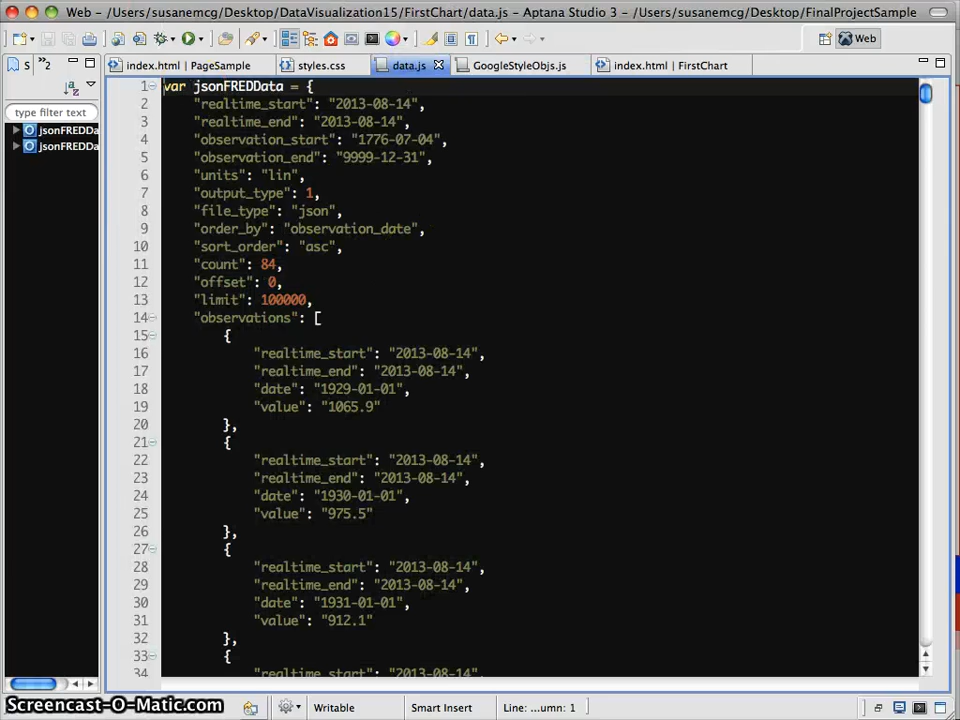 Web – /Users/susanemcg/Desktop/DataVisualization15/FirstChart/data.js – Aptana Studio 3 – /Users/susanemcg/Desktop/FinalProjectSample
Web
S »2 index.html | PageSample styles.css data.js GoogleStyleObjs.js index.html | FirstChart
type filter text
jsonFREDDa
jsonFREDDa
1 var jsonFREDData = {
2 "realtime_start": "2013-08-14",
3 "realtime_end": "2013-08-14",
4 "observation_start": "1776-07-04",
5 "observation_end": "9999-12-31",
6 "units": "lin",
7 "output_type": 1,
8 "file_type": "json",
9 "order_by": "observation_date",
10 "sort_order": "asc",
11 "count": 84,
12 "offset": 0,
13 "limit": 100000,
14 "observations": [
15 {
16 "realtime_start": "2013-08-14",
17 "realtime_end": "2013-08-14",
18 "date": "1929-01-01",
19 "value": "1065.9"
20 },
21 {
22 "realtime_start": "2013-08-14",
23 "realtime_end": "2013-08-14",
24 "date": "1930-01-01",
25 "value": "975.5"
26 },
27 {
28 "realtime_start": "2013-08-14",
29 "realtime_end": "2013-08-14",
30 "date": "1931-01-01",
31 "value": "912.1"
32 },
33 {
34 "realtime_start": "2013-08-14",
Screencast-O-Matic.com Writable Smart Insert Line: ...umn: 1